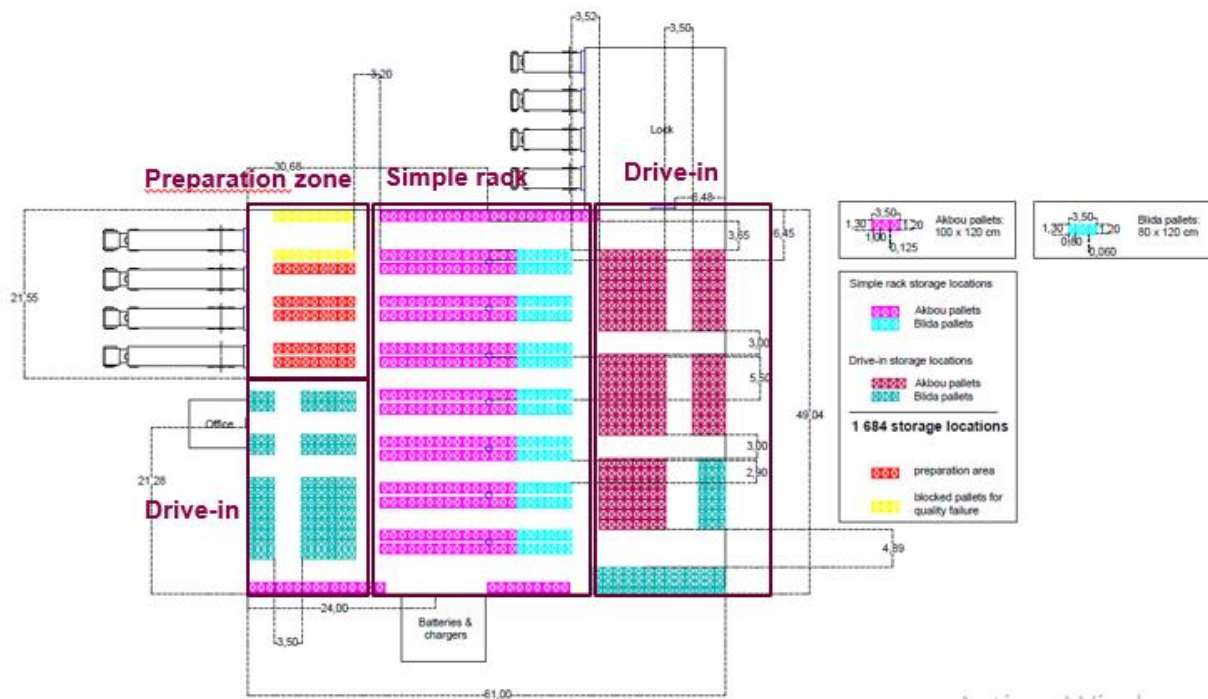 3,52
3,50
3,20
Lock
30,68
Preparation zone
Simple rack
Drive-in
6,48
3,65
6,45
3,50
1,30
1,20
1,00
0,125
Akbou pallets:
100 x 120 cm
3,50
1,30
1,20
0,80
0,060
Blida pallets:
80 x 120 cm
21,55
Simple rack storage locations
Akbou pallets
Blida pallets
3,00
5,50
Drive-in storage locations
Akbou pallets
Blida pallets
49,04
Office
1 684 storage locations
3,00
2,90
21,28
preparation area
Drive-in
blocked pallets for
quality failure
4,89
24,00
Batteries &
chargers
3,50
61,00